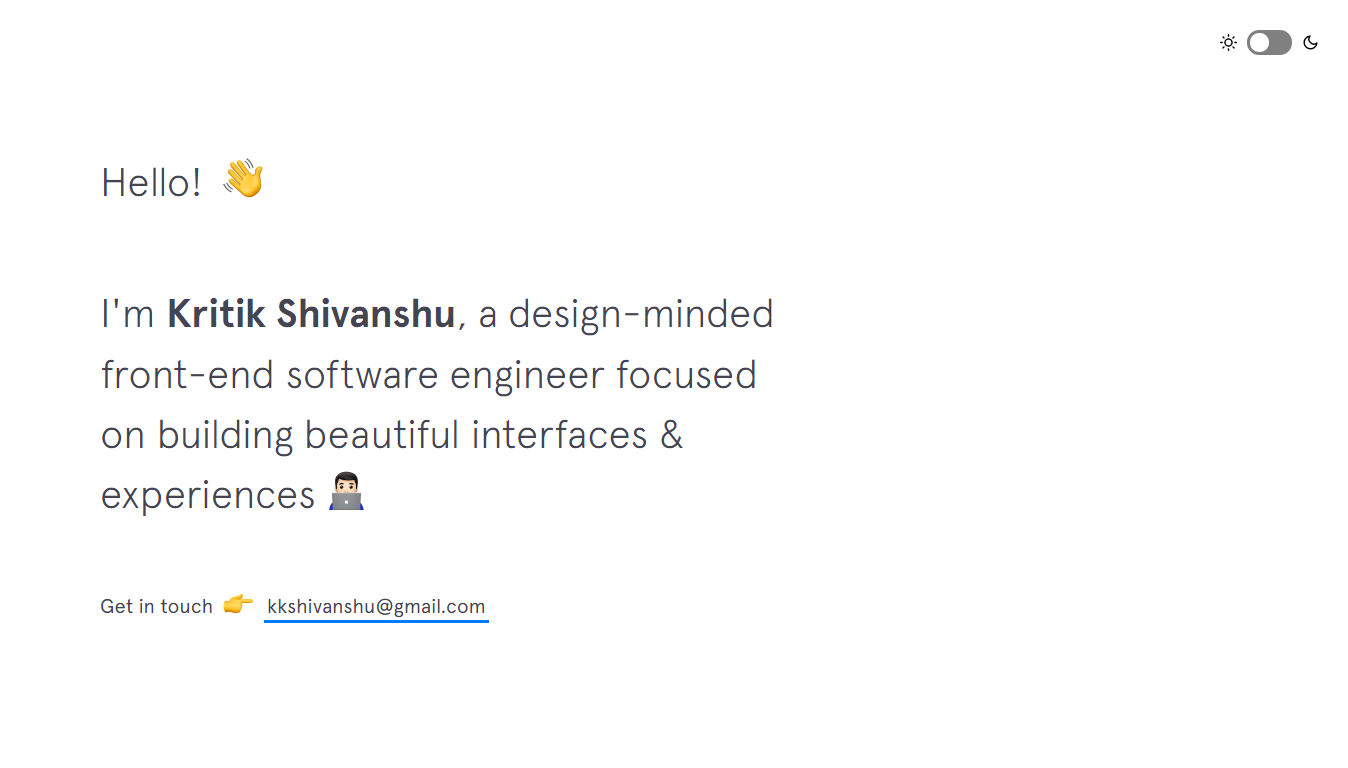 Hello! 👋
I'm Kritik Shivanshu, a design-minded
front-end software engineer focused
on building beautiful interfaces &
experiences 👨🏻‍💻
Get in touch 👉 kkshivanshu@gmail.com